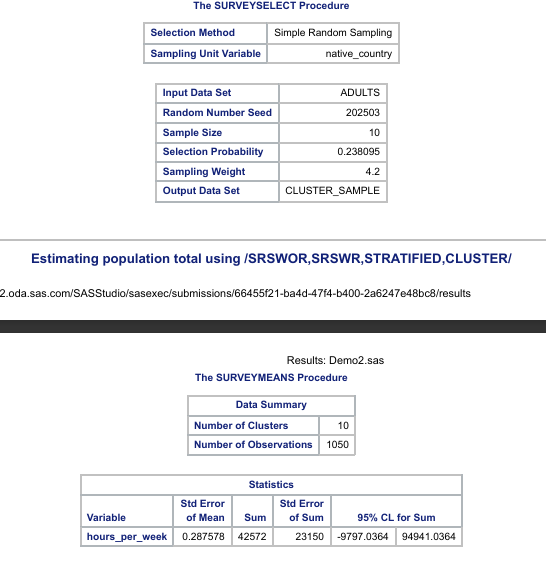 The SURVEYSELECT Procedure
Selection Method Simple Random Sampling
Sampling Unit Variable native_country
Input Data Set ADULTS
Random Number Seed 202503
Sample Size 10
Selection Probability 0.238095
Sampling Weight 4.2
Output Data Set CLUSTER_SAMPLE
Estimating population total using /SRSWOR,SRSWR,STRATIFIED,CLUSTER/
2.oda.sas.com/SASStudio/sasexec/submissions/66455f21-ba4d-47f4-b400-2a6247e48bc8/results
Results: Demo2.sas
The SURVEYMEANS Procedure
Data Summary
Number of Clusters 10
Number of Observations 1050
Statistics
Variable Std Error of Mean Sum Std Error of Sum 95% CL for Sum
hours_per_week 0.287578 42572 23150 -9797.0364 94941.0364